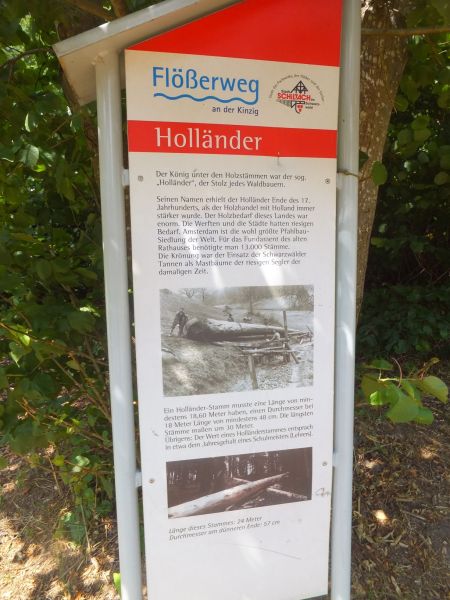 Flößerweg
an der Kinzig
SCHILTACH
Holländer
Der König unter den Holzstämmen war der sog.
„Holländer", der Stolz jedes Waldbauern.
Seinen Namen erhielt der Holländer Ende des 17.
Jahrhunderts, als der Holzhandel mit Holland immer
stärker wurde. Der Holzbedarf dieses Landes war
enorm. Die Werften und die Städte hatten riesigen
Bedarf. Amsterdam ist die wohl größte Pfahlbau-
Siedlung der Welt. Für das Fundament des alten
Rathauses benötigte man 13.000 Stämme.
Die Krönung war der Einsatz der Schwarzwälder
Tannen als Mastbäume der riesigen Segler der
damaligen Zeit.
Ein Holländer-Stamm musste eine Länge von min-
destens 18,60 Meter haben, einen Durchmesser bei
18 Meter Länge von mindestens 48 cm. Die längsten
Stämme maßen um 30 Meter.
Übrigens: Der Wert eines Holländerstammes entsprach
in etwa dem Jahresgehalt eines Schulmeisters (Lehrers).
Länge dieses Stammes: 24 Meter
Durchmesser am dünneren Ende: 57 cm